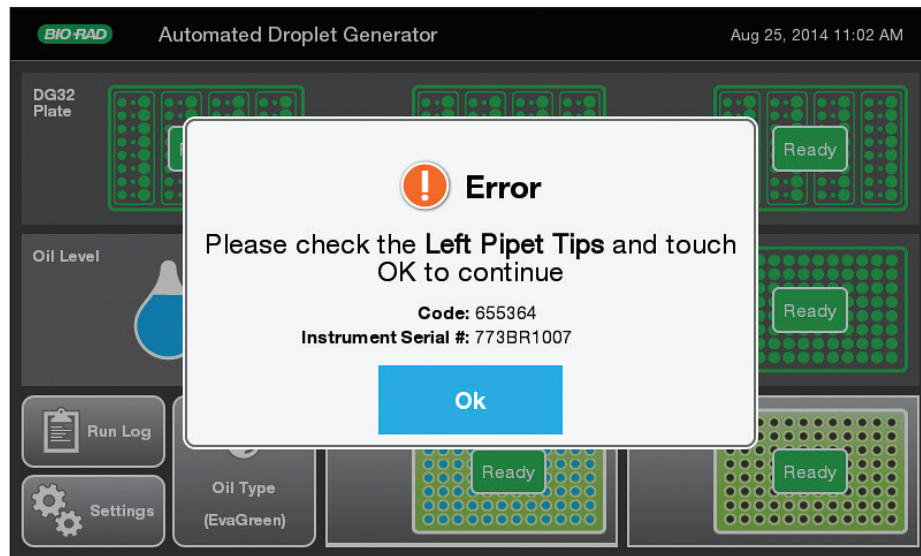 BIO-RAD
Automated Droplet Generator
Aug 25, 2014 11:02 AM
DG32
Plate
Ready
Error
Please check the Left Pipet Tips and touch
OK to continue
Code: 655364
Instrument Serial #: 773BR1007
Ok
Oil Level
Ready
Run Log
Settings
Oil Type
(EvaGreen)
Ready
Ready